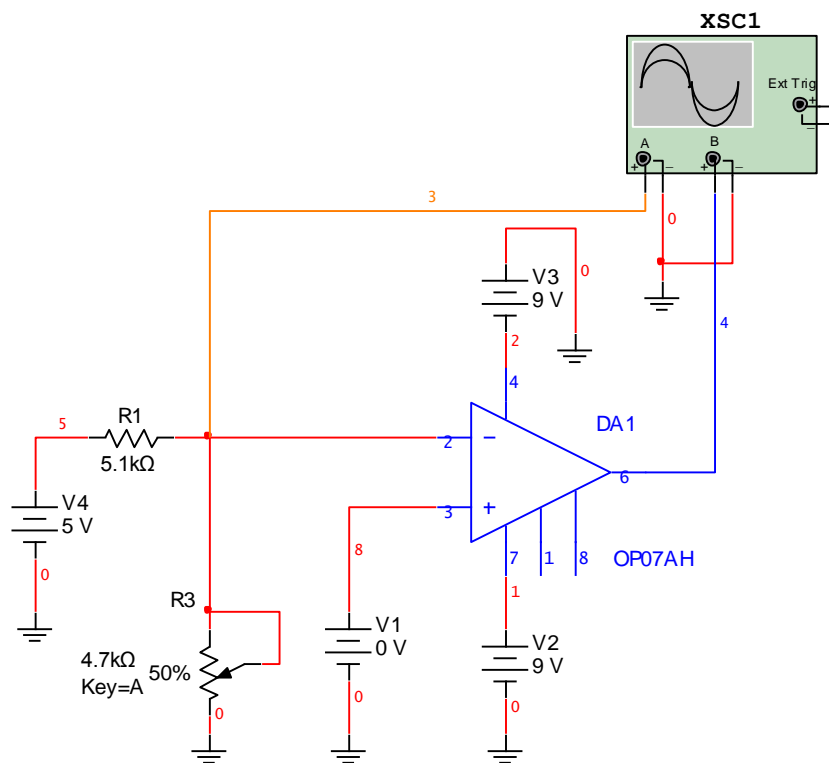 XSC1
Ext Trig
+
−
A
B
+
−
+
−
3
0
V3
9 V
0
2
4
4
R1
5
5.1kΩ
2
−
DA1
6
V4
5 V
3
+
8
7
1
8
OP07AH
0
1
R3
V1
0 V
V2
9 V
4.7kΩ
50%
Key=A
0
0
0